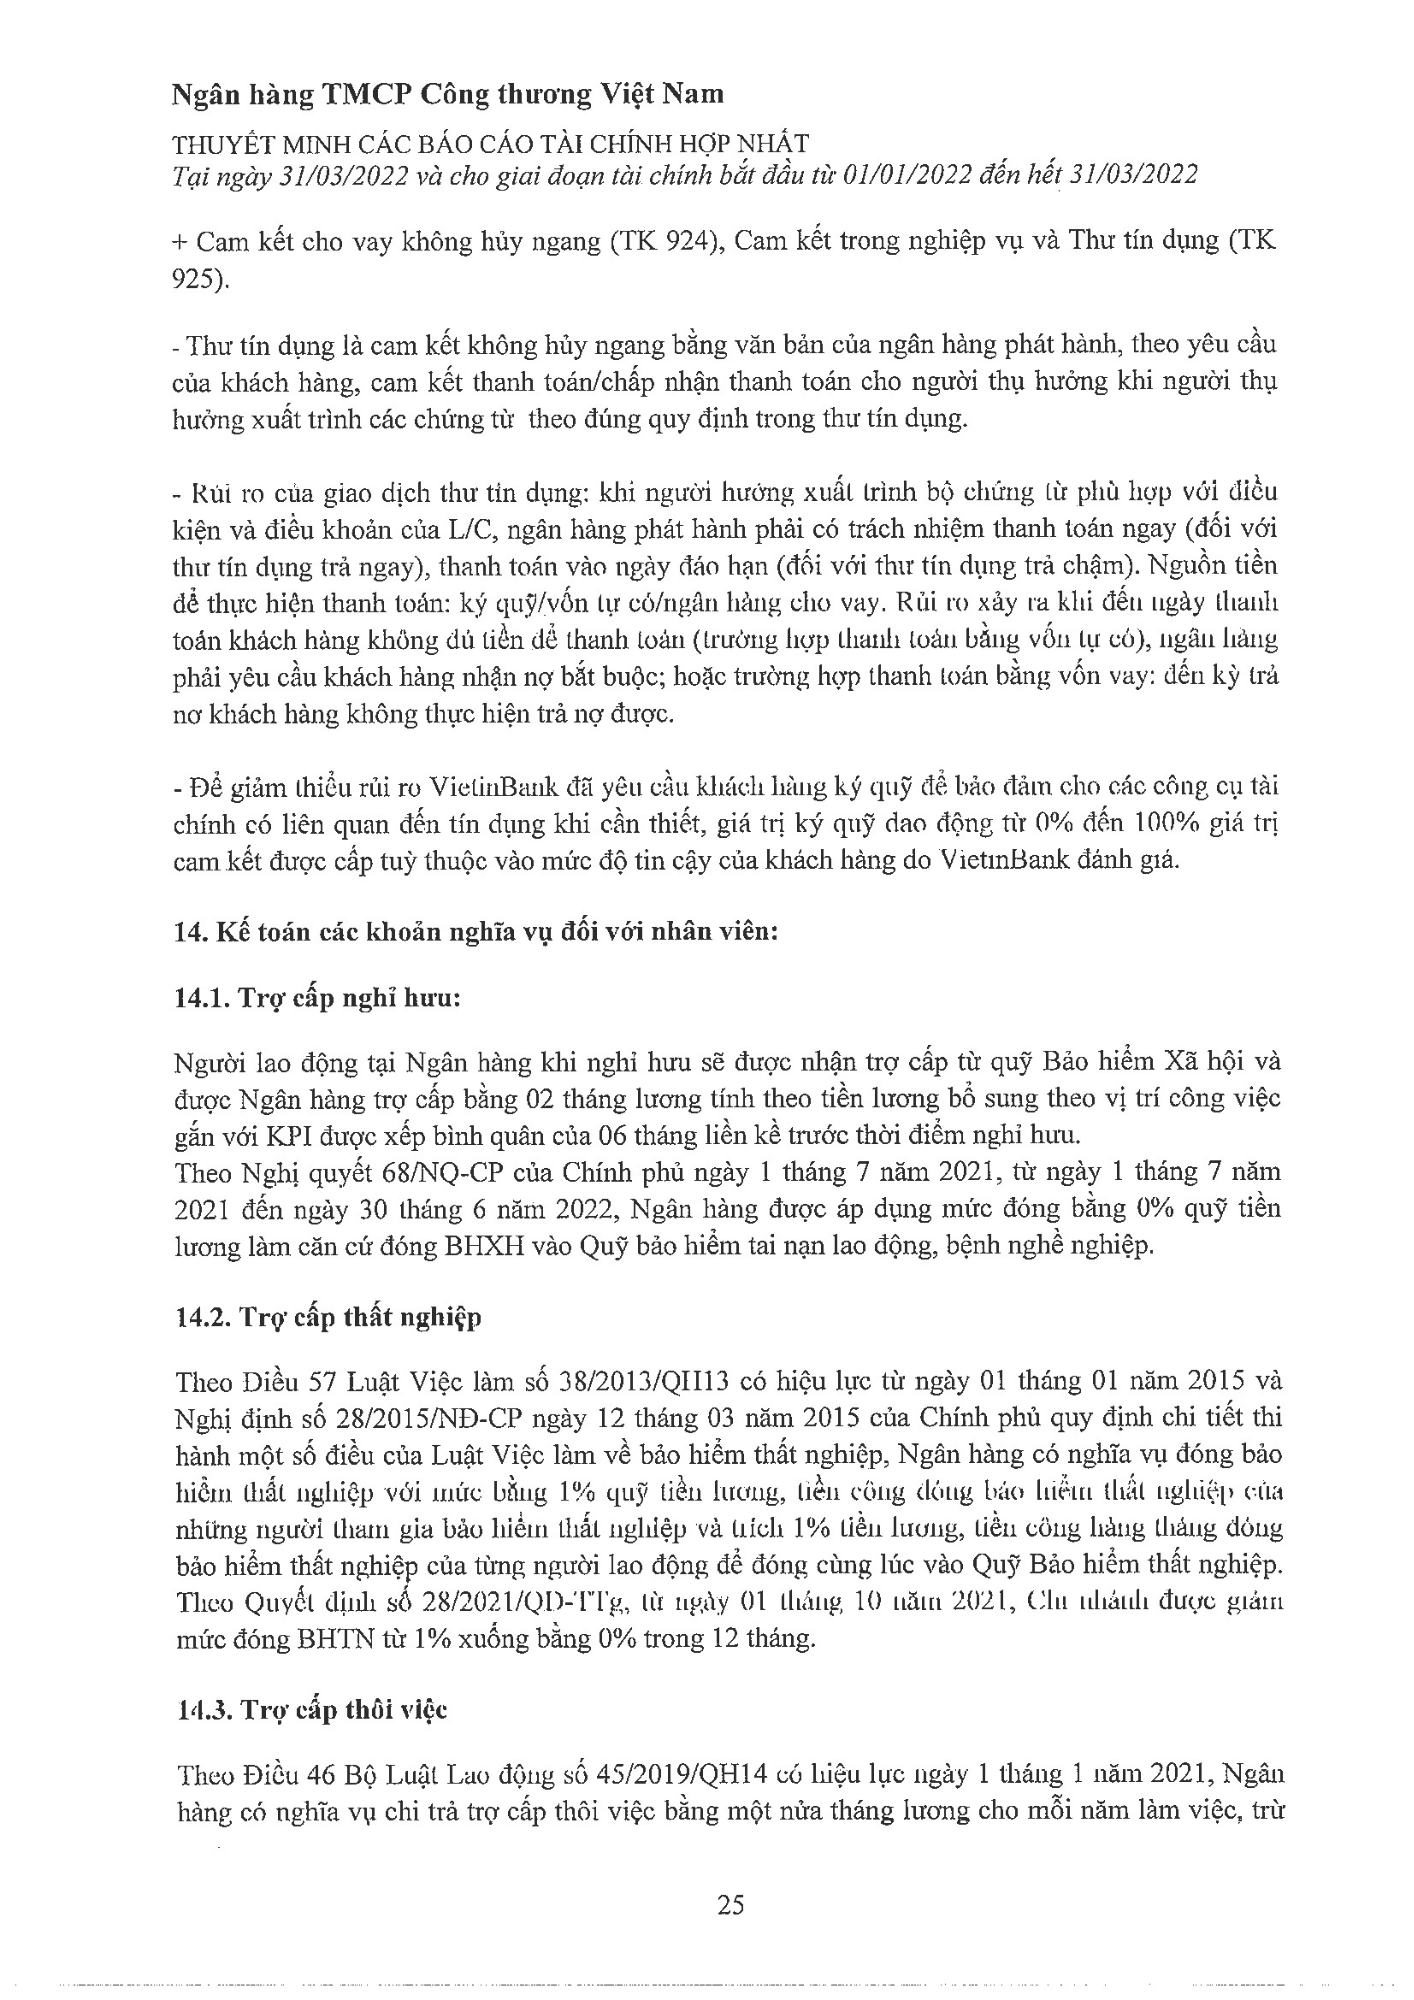 Ngân hàng TMCP Công thương Việt Nam
THUYẾT MINH CÁC BÁO CÁO TÀI CHÍNH HỢP NHẤT
Tại ngày 31/03/2022 và cho giai đoạn tài chính bắt đầu từ 01/01/2022 đến hết 31/03/2022
+ Cam kết cho vay không hủy ngang (TK 924), Cam kết trong nghiệp vụ và Thư tín dụng (TK
925).
- Thư tín dụng là cam kết không hủy ngang bằng văn bản của ngân hàng phát hành, theo yêu cầu
của khách hàng, cam kết thanh toán/chấp nhận thanh toán cho người thụ hưởng khi người thụ
hưởng xuất trình các chứng từ theo đúng quy định trong thư tín dụng.
- Rủi ro của giao dịch thư tín dụng: khi người hưởng xuất trình bộ chứng từ phù hợp với điều
kiện và điều khoản của L/C, ngân hàng phát hành phải có trách nhiệm thanh toán ngay (đối với
thư tín dụng trả ngay), thanh toán vào ngày đáo hạn (đối với thư tín dụng trả chậm). Nguồn tiền
để thực hiện thanh toán: ký quỹ/vốn tự có/ngân hàng cho vay. Rủi ro xảy ra khi đến ngày thanh
toán khách hàng không đủ tiền để thanh toán (trường hợp thanh toán bằng vốn tự có), ngân hàng
phải yêu cầu khách hàng nhận nợ bắt buộc; hoặc trường hợp thanh toán bằng vốn vay: đến kỳ trả
nơ khách hàng không thực hiện trả nợ được.
- Để giảm thiểu rủi ro VietinBank đã yêu cầu khách hàng ký quỹ để bảo đảm cho các công cụ tài
chính có liên quan đến tín dụng khi cần thiết, giá trị ký quỹ dao động từ 0% đến 100% giá trị
cam kết được cấp tuỳ thuộc vào mức độ tin cậy của khách hàng do VietinBank đánh giá.
14. Kế toán các khoản nghĩa vụ đối với nhân viên:
14.1. Trợ cấp nghỉ hưu:
Người lao động tại Ngân hàng khi nghỉ hưu sẽ được nhận trợ cấp từ quỹ Bảo hiểm Xã hội và
được Ngân hàng trợ cấp bằng 02 tháng lương tính theo tiền lương bổ sung theo vị trí công việc
gắn với KPI được xếp bình quân của 06 tháng liền kề trước thời điểm nghỉ hưu.
Theo Nghị quyết 68/NQ-CP của Chính phủ ngày 1 tháng 7 năm 2021, từ ngày 1 tháng 7 năm
2021 đến ngày 30 tháng 6 năm 2022, Ngân hàng được áp dụng mức đóng bằng 0% quỹ tiền
lương làm căn cứ đóng BHXH vào Quỹ bảo hiểm tai nạn lao động, bệnh nghề nghiệp.
14.2. Trợ cấp thất nghiệp
Theo Điều 57 Luật Việc làm số 38/2013/QH13 có hiệu lực từ ngày 01 tháng 01 năm 2015 và
Nghị định số 28/2015/NĐ-CP ngày 12 tháng 03 năm 2015 của Chính phủ quy định chi tiết thi
hành một số điều của Luật Việc làm về bảo hiểm thất nghiệp, Ngân hàng có nghĩa vụ đóng bảo
hiểm thất nghiệp với mức bằng 1% quỹ tiền lương, tiền công đóng bảo hiểm thất nghiệp của
những người tham gia bảo hiểm thất nghiệp và trích 1% tiền lương, tiền công hàng tháng đóng
bảo hiểm thất nghiệp của từng người lao động để đóng cùng lúc vào Quỹ Bảo hiểm thất nghiệp.
Theo Quyết định số 28/2021/QĐ-TTg, từ ngày 01 tháng 10 năm 2021, Chi nhánh được giảm
mức đóng BHTN từ 1% xuống bằng 0% trong 12 tháng.
14.3. Trợ cấp thôi việc
Theo Điều 46 Bộ Luật Lao động số 45/2019/QH14 có hiệu lực ngày 1 tháng 1 năm 2021, Ngân
hàng có nghĩa vụ chi trả trợ cấp thôi việc bằng một nửa tháng lương cho mỗi năm làm việc, trừ
25